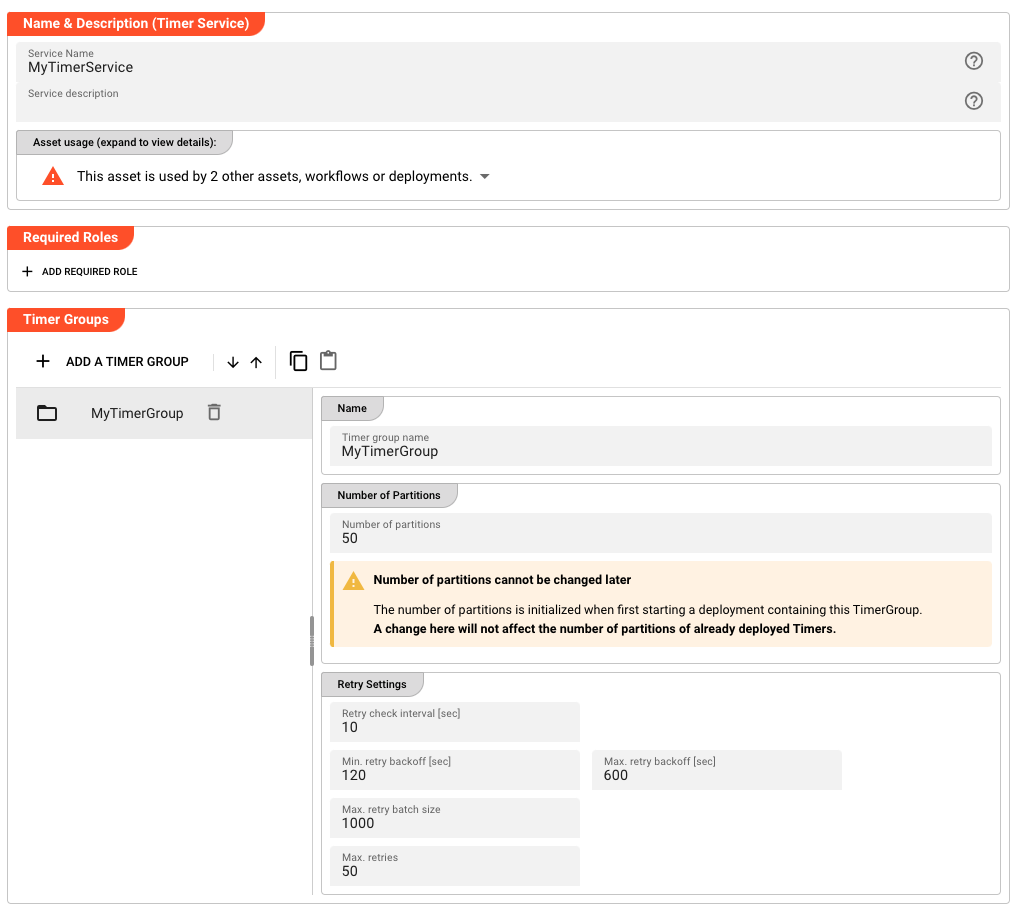 Name & Description (Timer Service)
Service Name
MyTimerService
Service description
Asset usage (expand to view details):
This asset is used by 2 other assets, workflows or deployments.
Required Roles
ADD REQUIRED ROLE
Timer Groups
ADD A TIMER GROUP
MyTimerGroup
Name
Timer group name
MyTimerGroup
Number of Partitions
Number of partitions
50
Number of partitions cannot be changed later
The number of partitions is initialized when first starting a deployment containing this TimerGroup.
A change here will not affect the number of partitions of already deployed Timers.
Retry Settings
Retry check interval [sec]
10
Min. retry backoff [sec]
120
Max. retry backoff [sec]
600
Max. retry batch size
1000
Max. retries
50